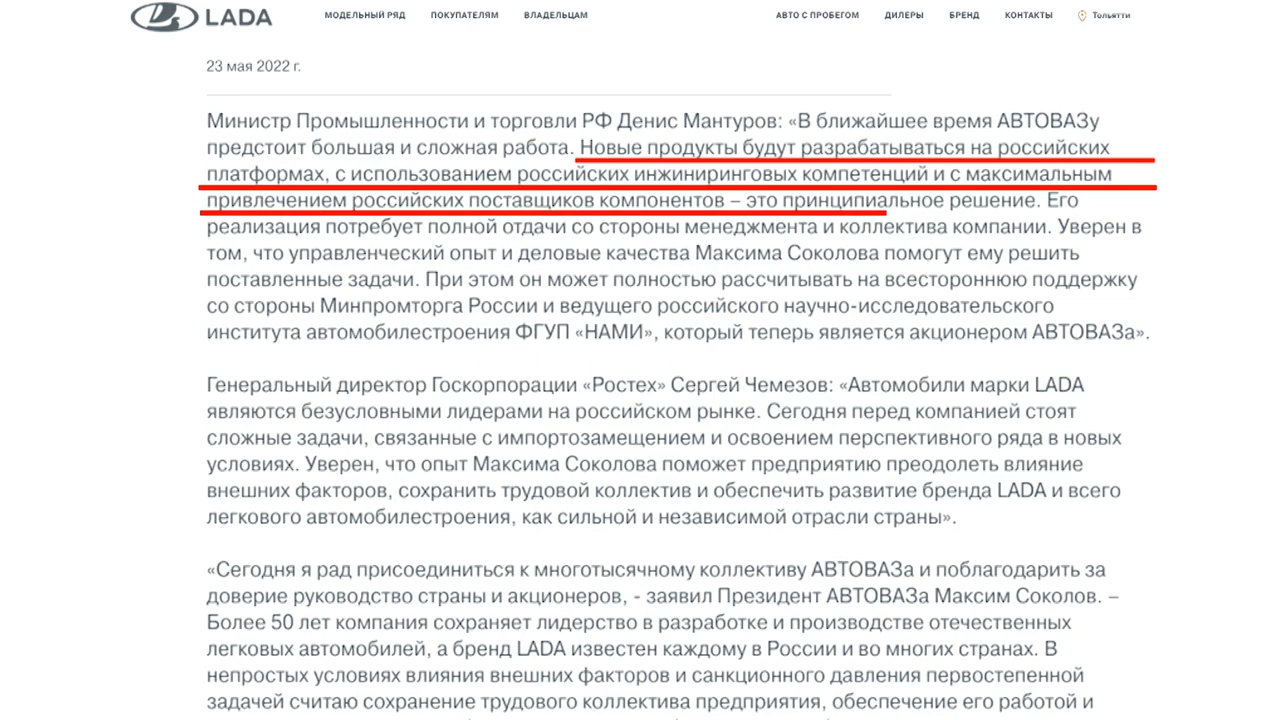 LADA
МОДЕЛЬНЫЙ РЯД ПОКУПАТЕЛЯМ ВЛАДЕЛЬЦАМ АВТО С ПРОБЕГОМ ДИЛЕРЫ БРЕНД КОНТАКТЫ Тольятти
23 мая 2022 г.
Министр Промышленности и торговли РФ Денис Мантуров: «В ближайшее время АВТОВАЗу
предстоит большая и сложная работа. Новые продукты будут разрабатываться на российских
платформах, с использованием российских инжиниринговых компетенций и с максимальным
привлечением российских поставщиков компонентов – это принципиальное решение. Его
реализация потребует полной отдачи со стороны менеджмента и коллектива компании. Уверен в
том, что управленческий опыт и деловые качества Максима Соколова помогут ему решить
поставленные задачи. При этом он может полностью рассчитывать на всестороннюю поддержку
со стороны Минпромторга России и ведущего российского научно-исследовательского
института автомобилестроения ФГУП «НАМИ», который теперь является акционером АВТОВАЗа».
Генеральный директор Госкорпорации «Ростех» Сергей Чемезов: «Автомобили марки LADA
являются безусловными лидерами на российском рынке. Сегодня перед компанией стоят
сложные задачи, связанные с импортозамещением и освоением перспективного ряда в новых
условиях. Уверен, что опыт Максима Соколова поможет предприятию преодолеть влияние
внешних факторов, сохранить трудовой коллектив и обеспечить развитие бренда LADA и всего
легкового автомобилестроения, как сильной и независимой отрасли страны».
«Сегодня я рад присоединиться к многотысячному коллективу АВТОВАЗа и поблагодарить за
доверие руководство страны и акционеров, - заявил Президент АВТОВАЗа Максим Соколов. –
Более 50 лет компания сохраняет лидерство в разработке и производстве отечественных
легковых автомобилей, а бренд LADA известен каждому в России и во многих странах. В
непростых условиях влияния внешних факторов и санкционного давления первостепенной
задачей считаю сохранение трудового коллектива предприятия, обеспечение его работой и